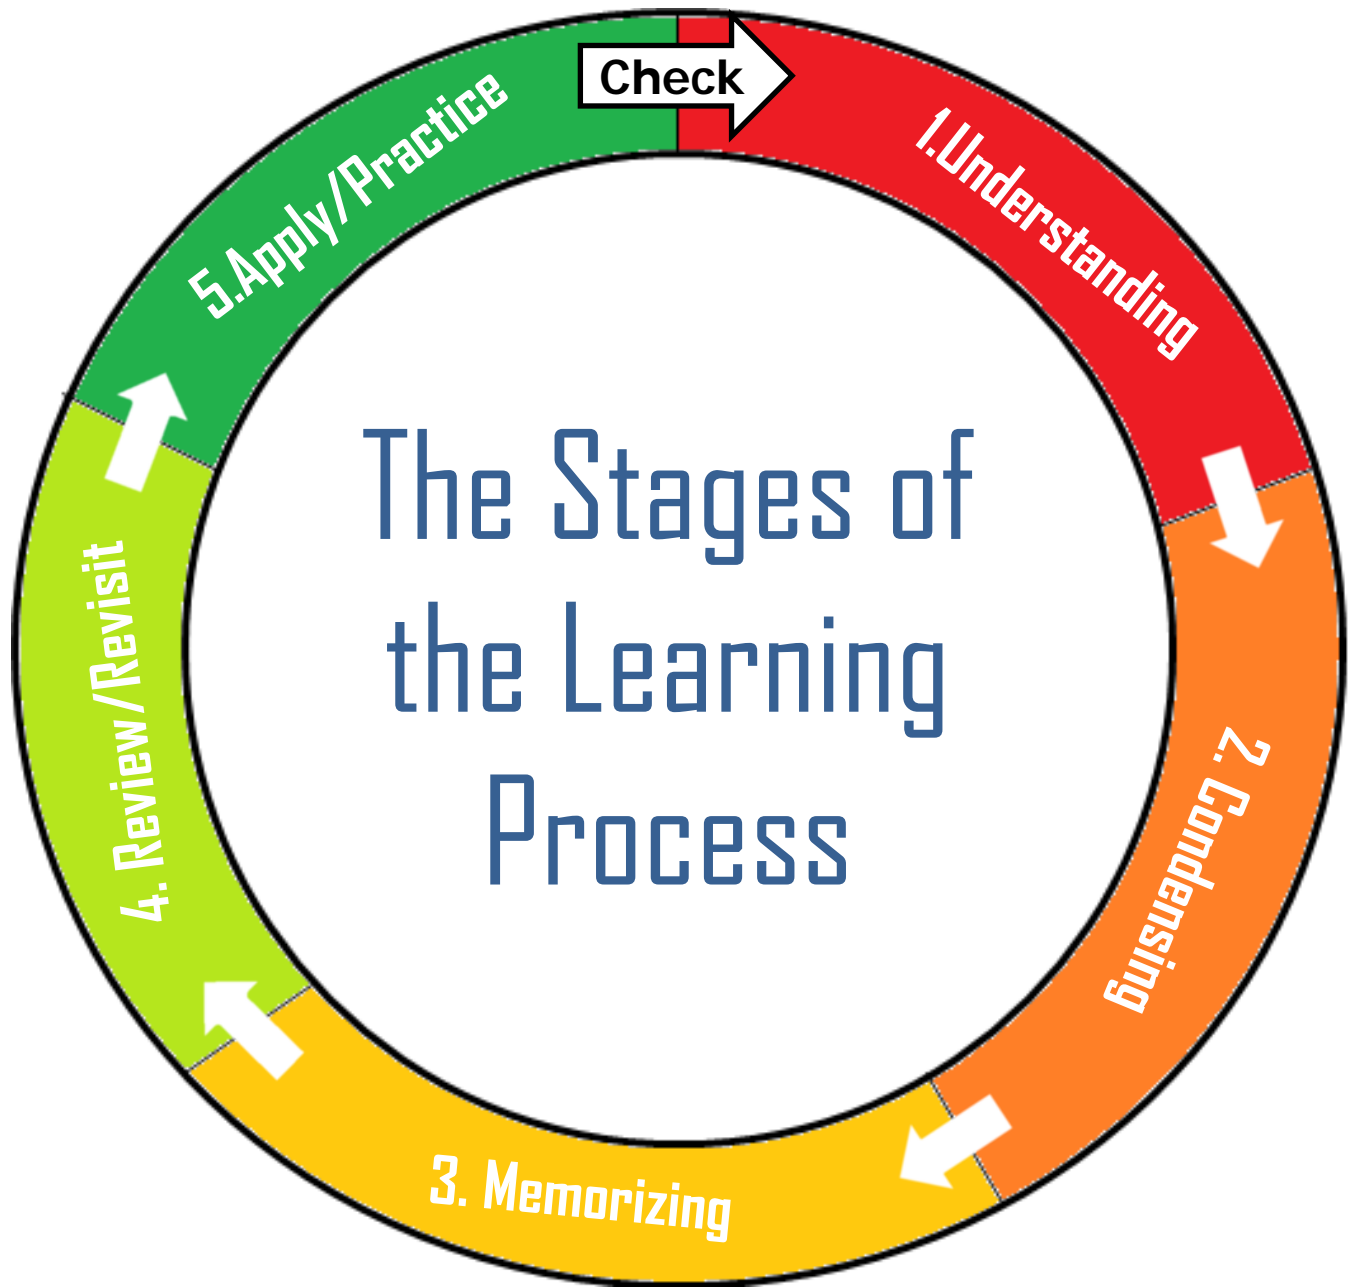 Check
1.Understanding
2. Condensing
3. Memorizing
4. Review/Revisit
5.Apply/Practice
The Stages of
the Learning
Process